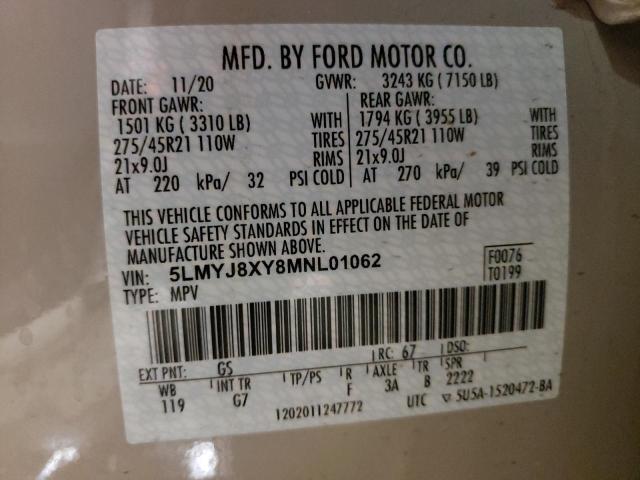 MFD. BY FORD MOTOR CO.
DATE: 11/20 GVWR: 3243 KG ( 7150 LB)
FRONT GAWR: REAR GAWR:
1501 KG ( 3310 LB) WITH 1794 KG ( 3955 LB) WITH
275/45R21 110W TIRES 275/45R21 110W TIRES
21x9.0J RIMS 21x9.0J RIMS
AT 220 kPa/ 32 PSI COLD AT 270 kPa/ 39 PSI COLD
THIS VEHICLE CONFORMS TO ALL APPLICABLE FEDERAL MOTOR
VEHICLE SAFETY STANDARDS IN EFFECT ON THE DATE OF
MANUFACTURE SHOWN ABOVE.
VIN: 5LMYJ8XY8MNL01062 F0076
TYPE: MPV T0199
EXT PNT: GS RC: 67 DSO:
WB INT TR TP/PS R AXLE TR SPR
119 G7 F 3A B 2222
1202011247772 UTC ▽ 5U5A-1520472-BA